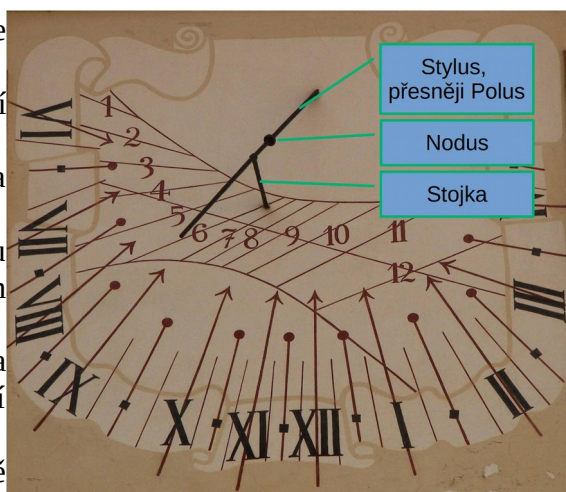 Stylus,
přesněji Polus
Nodus
Stojka
1
2
3
4
5
6
7
8
9
10
11
12
VI
VII
VIII
IX
X
XI
XII
I
II
III